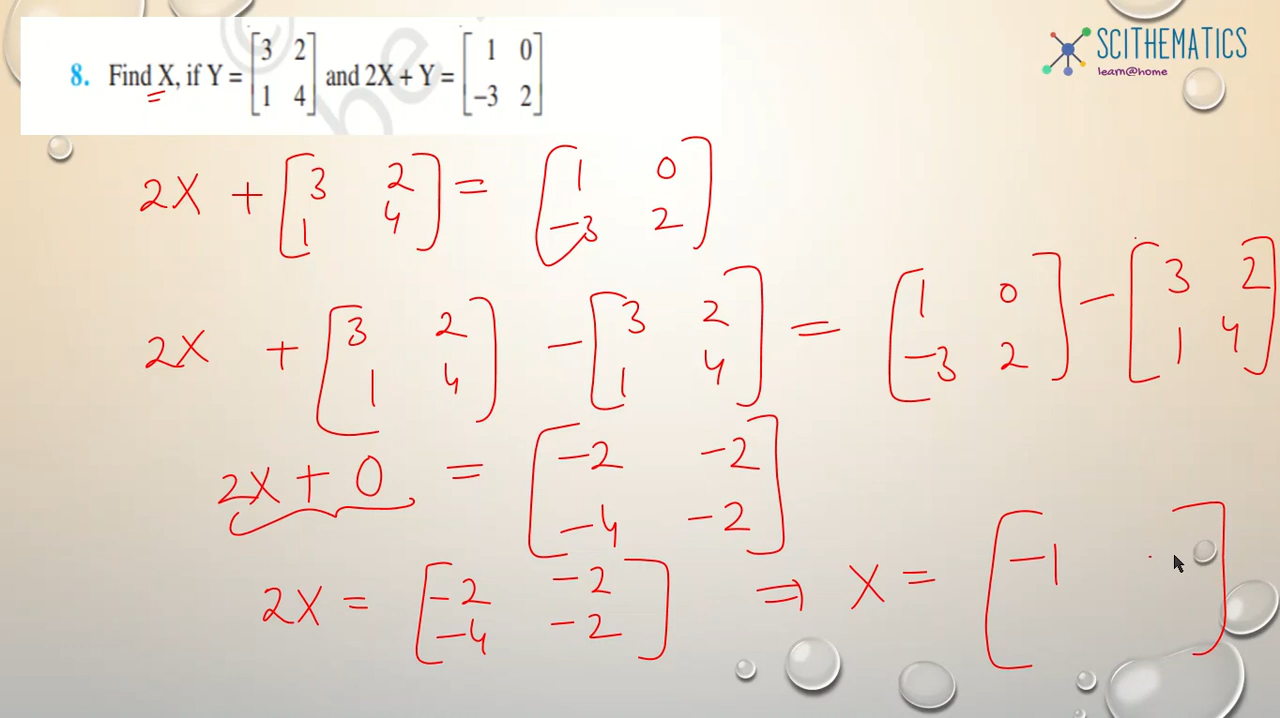 SCITHEMATICS
learn@home
8. Find X, if Y = [3 2; 1 4] and 2X + Y = [1 0; -3 2]
2X + [3 2; 1 4] = [1 0; -3 2]
2X + [3 2; 1 4] - [3 2; 1 4] = [1 0; -3 2] - [3 2; 1 4]
2X + 0 = [-2 -2; -4 -2]
2X = [-2 -2; -4 -2] ⇒ X = [-1